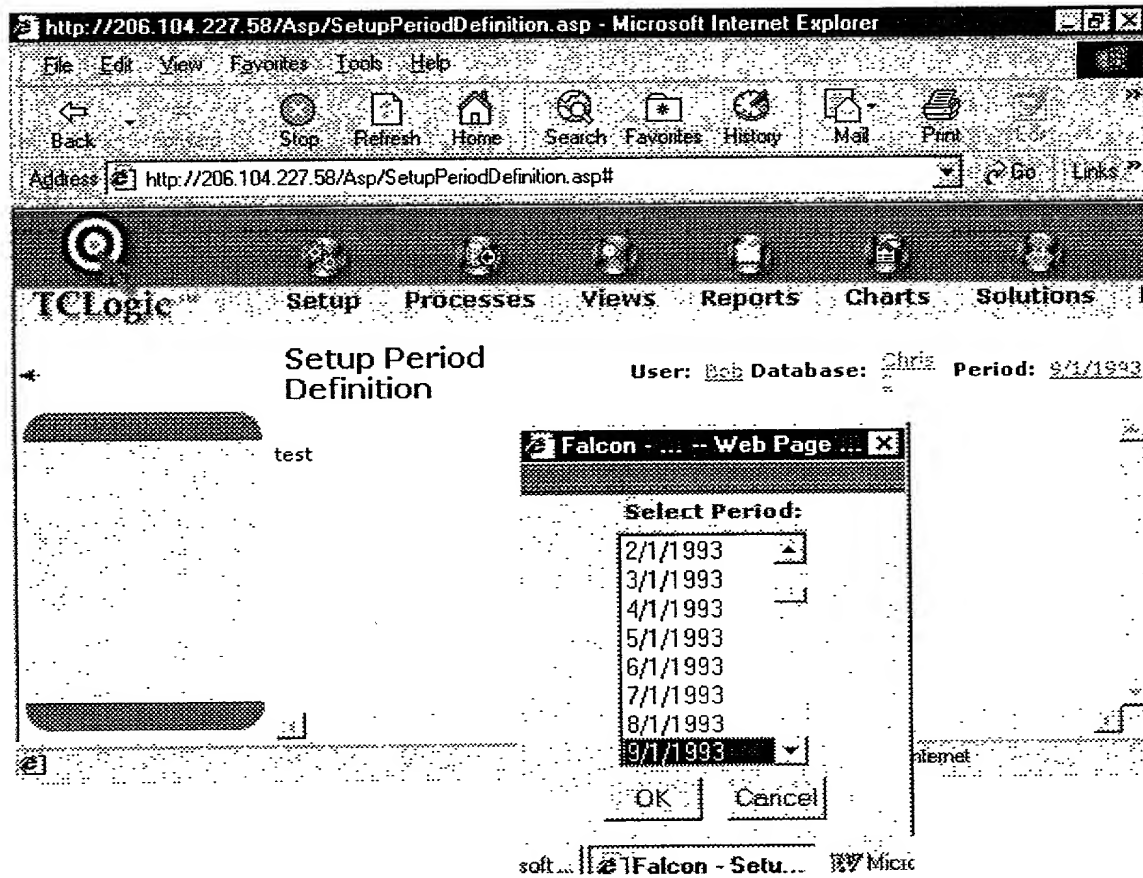 http://206.104.227.58/Asp/SetupPeriodDefinition.asp - Microsoft Internet Explorer
File Edit View Favorites Tools Help
Back Stop Refresh Home Search Favorites History Mail Print
Address http://206.104.227.58/Asp/SetupPeriodDefinition.asp# Go Links »
TCLogic Setup Processes Views Reports Charts Solutions
Setup Period
Definition
User: Bob Database: Chris Period: 9/1/1993
test
Falcon - ... -- Web Page ...
Select Period:
2/1/1993
3/1/1993
4/1/1993
5/1/1993
6/1/1993
7/1/1993
8/1/1993
9/1/1993
OK Cancel
nternet
soft ... Falcon - Setu... Micro